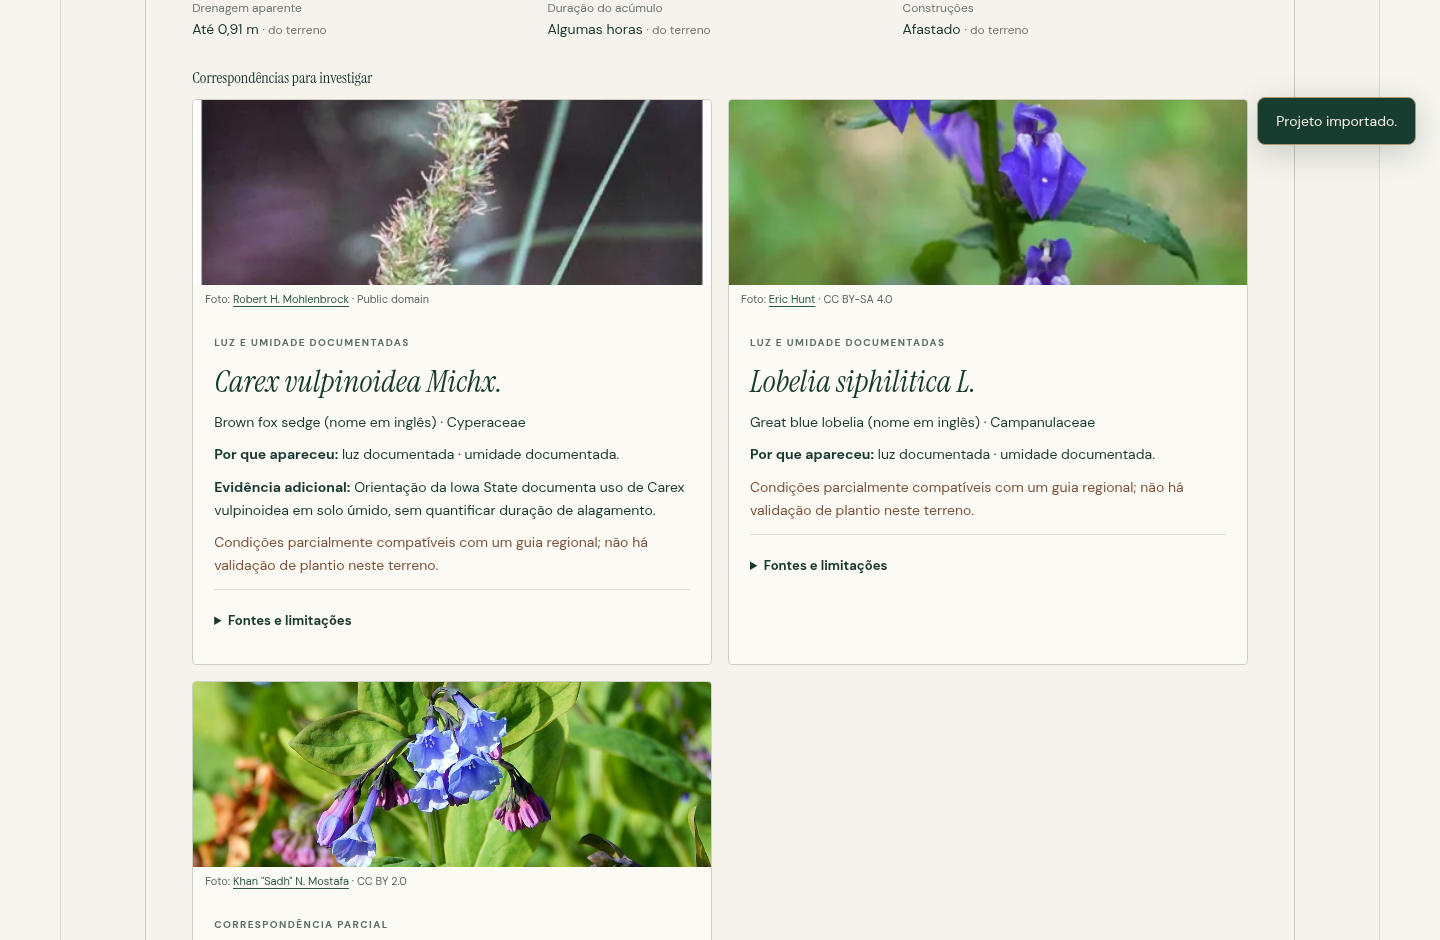 Drenagem aparente
Até 0,91 m · do terreno
Duração do acúmulo
Algumas horas · do terreno
Construções
Afastado · do terreno
Correspondências para investigar
Projeto importado.
Foto: Robert H. Mohlenbrock · Public domain
LUZ E UMIDADE DOCUMENTADAS
Carex vulpinoidea Michx.
Brown fox sedge (nome em inglês) · Cyperaceae
Por que apareceu: luz documentada · umidade documentada.
Evidência adicional: Orientação da Iowa State documenta uso de Carex
vulpinoidea em solo úmido, sem quantificar duração de alagamento.
Condições parcialmente compatíveis com um guia regional; não há
validação de plantio neste terreno.
▶ Fontes e limitações
Foto: Eric Hunt · CC BY-SA 4.0
LUZ E UMIDADE DOCUMENTADAS
Lobelia siphilitica L.
Great blue lobelia (nome em inglês) · Campanulaceae
Por que apareceu: luz documentada · umidade documentada.
Condições parcialmente compatíveis com um guia regional; não há
validação de plantio neste terreno.
▶ Fontes e limitações
Foto: Khan "Sadh" N. Mostafa · CC BY 2.0
CORRESPONDÊNCIA PARCIAL